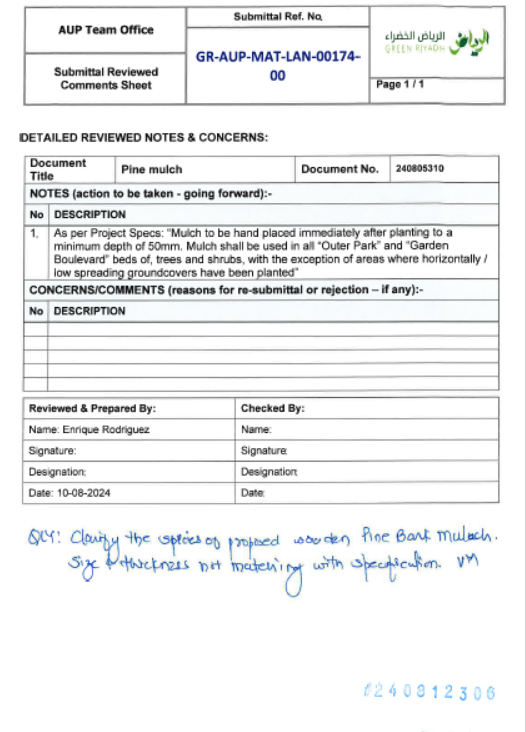 AUP Team Office
Submittal Reviewed
Comments Sheet
Submittal Ref. No.
GR-AUP-MAT-LAN-00174-
00
الرياض الخضراء
GREEN RIYADH
الرياض
Page 1 / 1
DETAILED REVIEWED NOTES & CONCERNS:
Document
Title
Pine mulch
Document No.
240805310
NOTES (action to be taken - going forward):-
No DESCRIPTION
1. As per Project Specs: "Mulch to be hand placed immediately after planting to a
minimum depth of 50mm. Mulch shall be used in all "Outer Park" and "Garden
Boulevard" beds of, trees and shrubs, with the exception of areas where horizontally /
low spreading groundcovers have been planted"
CONCERNS/COMMENTS (reasons for re-submittal or rejection – if any):-
No DESCRIPTION
Reviewed & Prepared By:
Checked By:
Name: Enrique Rodriguez
Name:
Signature:
Signature
Designation:
Designation
Date: 10-08-2024
Date:
Clarify the species of proposed wooden Pine Bark mulach.
Size & thickness not matching with specification. VM
#240812306